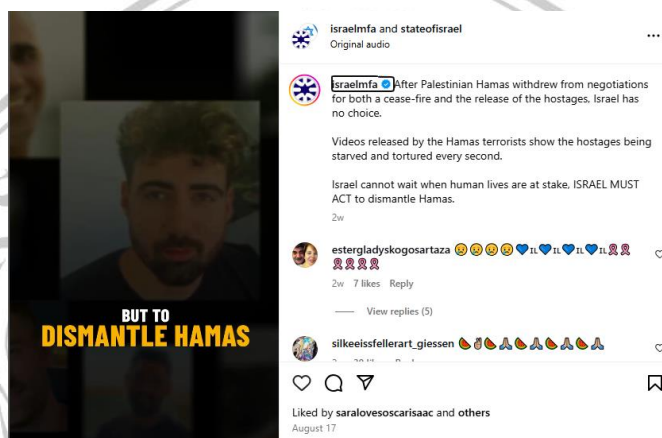 BUT TO
DISMANTLE HAMAS
israelmfa and stateofisrael
Original audio
israelmfa After Palestinian Hamas withdrew from negotiations
for both a cease-fire and the release of the hostages, Israel has
no choice.
Videos released by the Hamas terrorists show the hostages being
starved and tortured every second.
Israel cannot wait when human lives are at stake, ISRAEL MUST
ACT to dismantle Hamas.
2w
estergladyskogosartaza 😥😥😥😥💙🇮🇱💙🇮🇱💙🇮🇱💙🇮🇱🎗🎗
🎗🎗🎗🎗
2w 7 likes Reply
View replies (5)
silkeeissfellerart_giessen 🍉✌🏽🍉🙏🏽🍉🙏🏽🍉🙏🏽🍉🙏🏽
Liked by saralovesoscarisaac and others
August 17